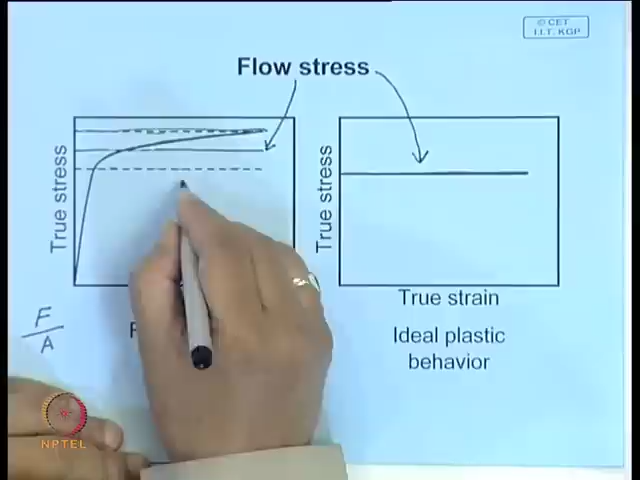 © CET
I.I.T. KGP
Flow stress
True stress
True stress
True strain
F
A
Ideal plastic
behavior
NPTEL